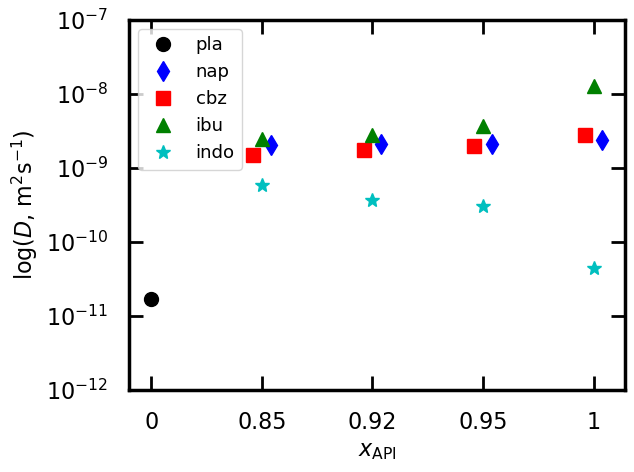 10⁻⁷
10⁻⁸
10⁻⁹
10⁻¹⁰
10⁻¹¹
10⁻¹²
log(D, m² s⁻¹)
pla
nap
cbz
ibu
indo
0 0.85 0.92 0.95 1
x_API